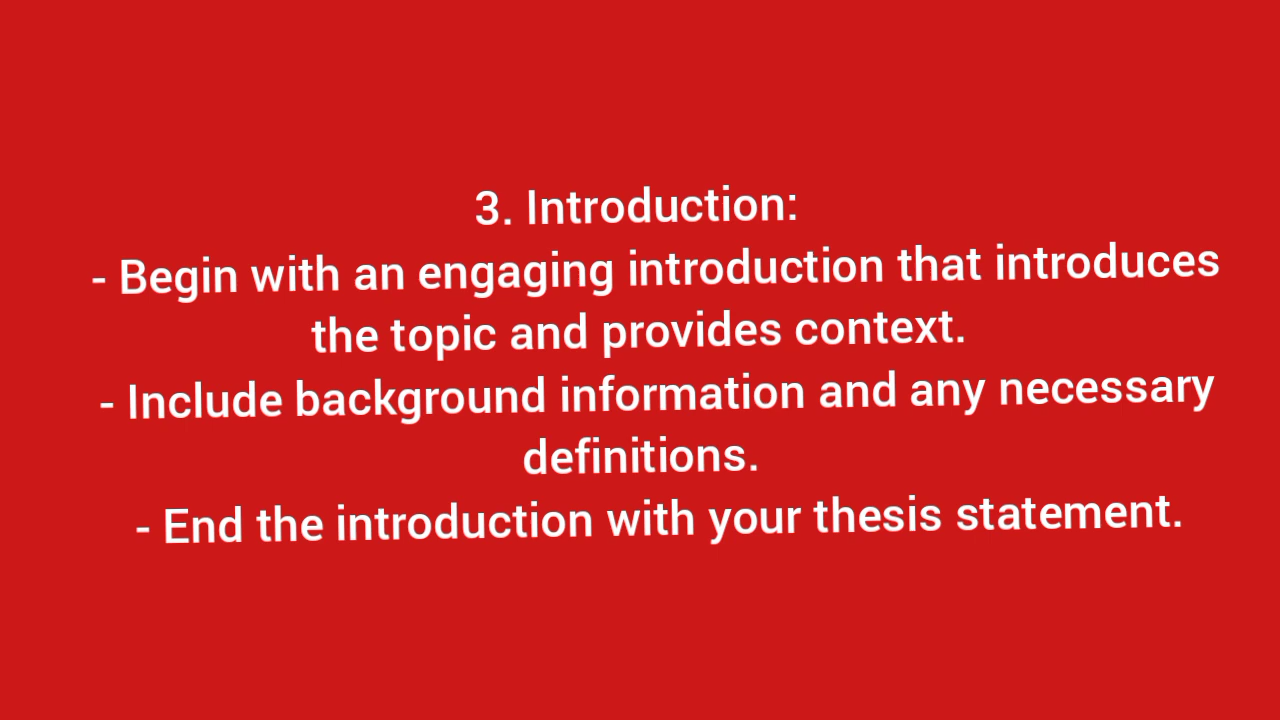 3. Introduction:
- Begin with an engaging introduction that introduces
the topic and provides context.
- Include background information and any necessary
definitions.
- End the introduction with your thesis statement.